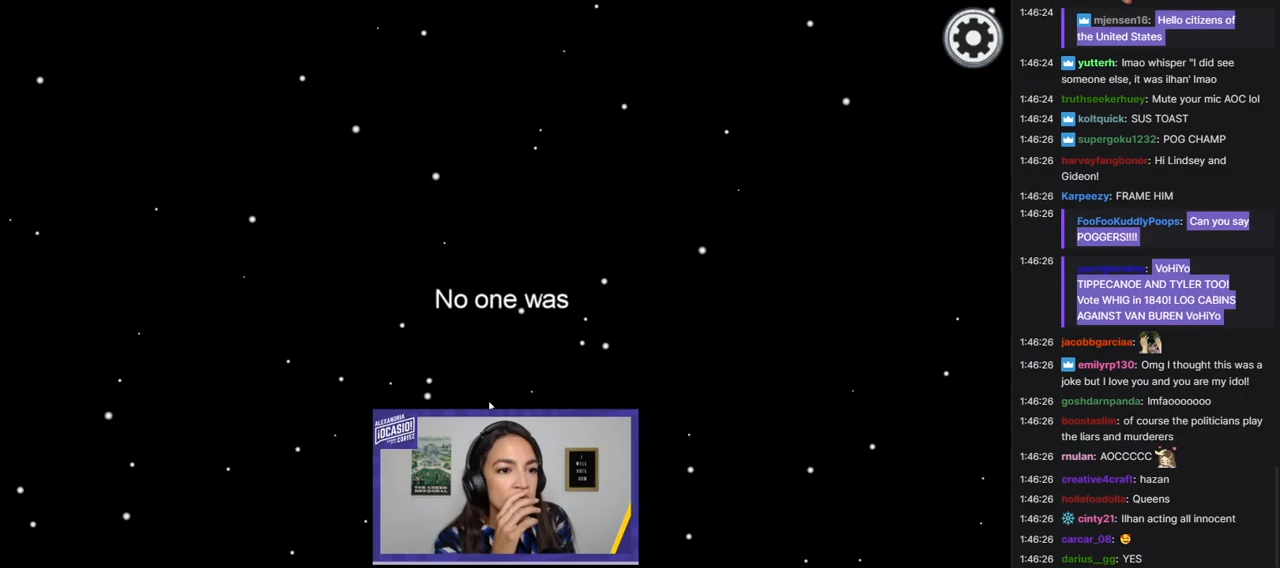 No one was
ALEXANDRIA
¡OCASIO!
CORTEZ
I
WILL
VOTE
1:46:24
mjensen16: Hello citizens of
the United States
1:46:24 yutterh: lmao whisper "I did see
someone else, it was ilhan' lmao
1:46:24 truthseekerhuey: Mute your mic AOC lol
1:46:24 koltquick: SUS TOAST
1:46:26 supergoku1232: POG CHAMP
1:46:26 harveyfangboner: Hi Lindsey and
Gideon!
1:46:26 Karpeezy: FRAME HIM
1:46:26
FooFooKuddlyPoops: Can you say
POGGERS!!!!
1:46:26
: VoHiYo
TIPPECANOE AND TYLER TOO!
Vote WHIG in 1840! LOG CABINS
AGAINST VAN BUREN VoHiYo
1:46:26 jacobbgarciaa:
1:46:26 emilyrp130: Omg I thought this was a
joke but I love you and you are my idol!
1:46:26 goshdarnpanda: lmfaooooooo
1:46:26 boostaslim: of course the politicians play
the liars and murderers
1:46:26 rnulan: AOCCCCC
1:46:26 creative4craft: hazan
1:46:26 hollafoadolla: Queens
1:46:26 cinty21: Ilhan acting all innocent
1:46:26 carcar_08: 🥰
1:46:26 darius__gg: YES